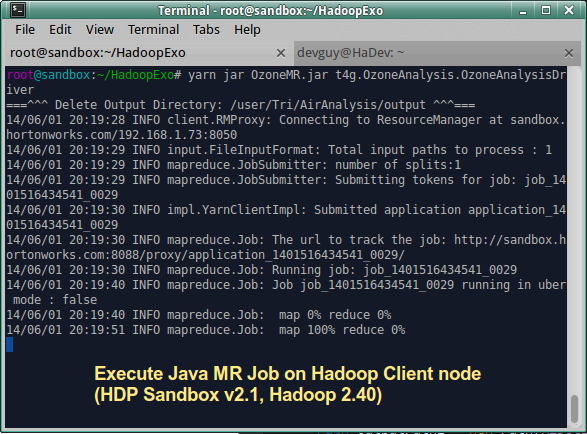 Terminal - root@sandbox:~/HadoopExo
File Edit View Terminal Tabs Help
root@sandbox:~/HadoopExo
devguy@HaDev: ~
root@sandbox:~/HadoopExo# yarn jar OzoneMR.jar t4g.OzoneAnalysis.OzoneAnalysisDr
iver
===^^^ Delete Output Directory: /user/Tri/AirAnalysis/output ^^^===
14/06/01 20:19:28 INFO client.RMProxy: Connecting to ResourceManager at sandbox.
hortonworks.com/192.168.1.73:8050
14/06/01 20:19:29 INFO input.FileInputFormat: Total input paths to process : 1
14/06/01 20:19:29 INFO mapreduce.JobSubmitter: number of splits:1
14/06/01 20:19:29 INFO mapreduce.JobSubmitter: Submitting tokens for job: job_14
01516434541_0029
14/06/01 20:19:30 INFO impl.YarnClientImpl: Submitted application application_14
01516434541_0029
14/06/01 20:19:30 INFO mapreduce.Job: The url to track the job: http://sandbox.h
ortonworks.com:8088/proxy/application_1401516434541_0029/
14/06/01 20:19:30 INFO mapreduce.Job: Running job: job_1401516434541_0029
14/06/01 20:19:40 INFO mapreduce.Job: Job job_1401516434541_0029 running in uber
 mode : false
14/06/01 20:19:40 INFO mapreduce.Job:  map 0% reduce 0%
14/06/01 20:19:51 INFO mapreduce.Job:  map 100% reduce 0%
Execute Java MR Job on Hadoop Client node
(HDP Sandbox v2.1, Hadoop 2.40)